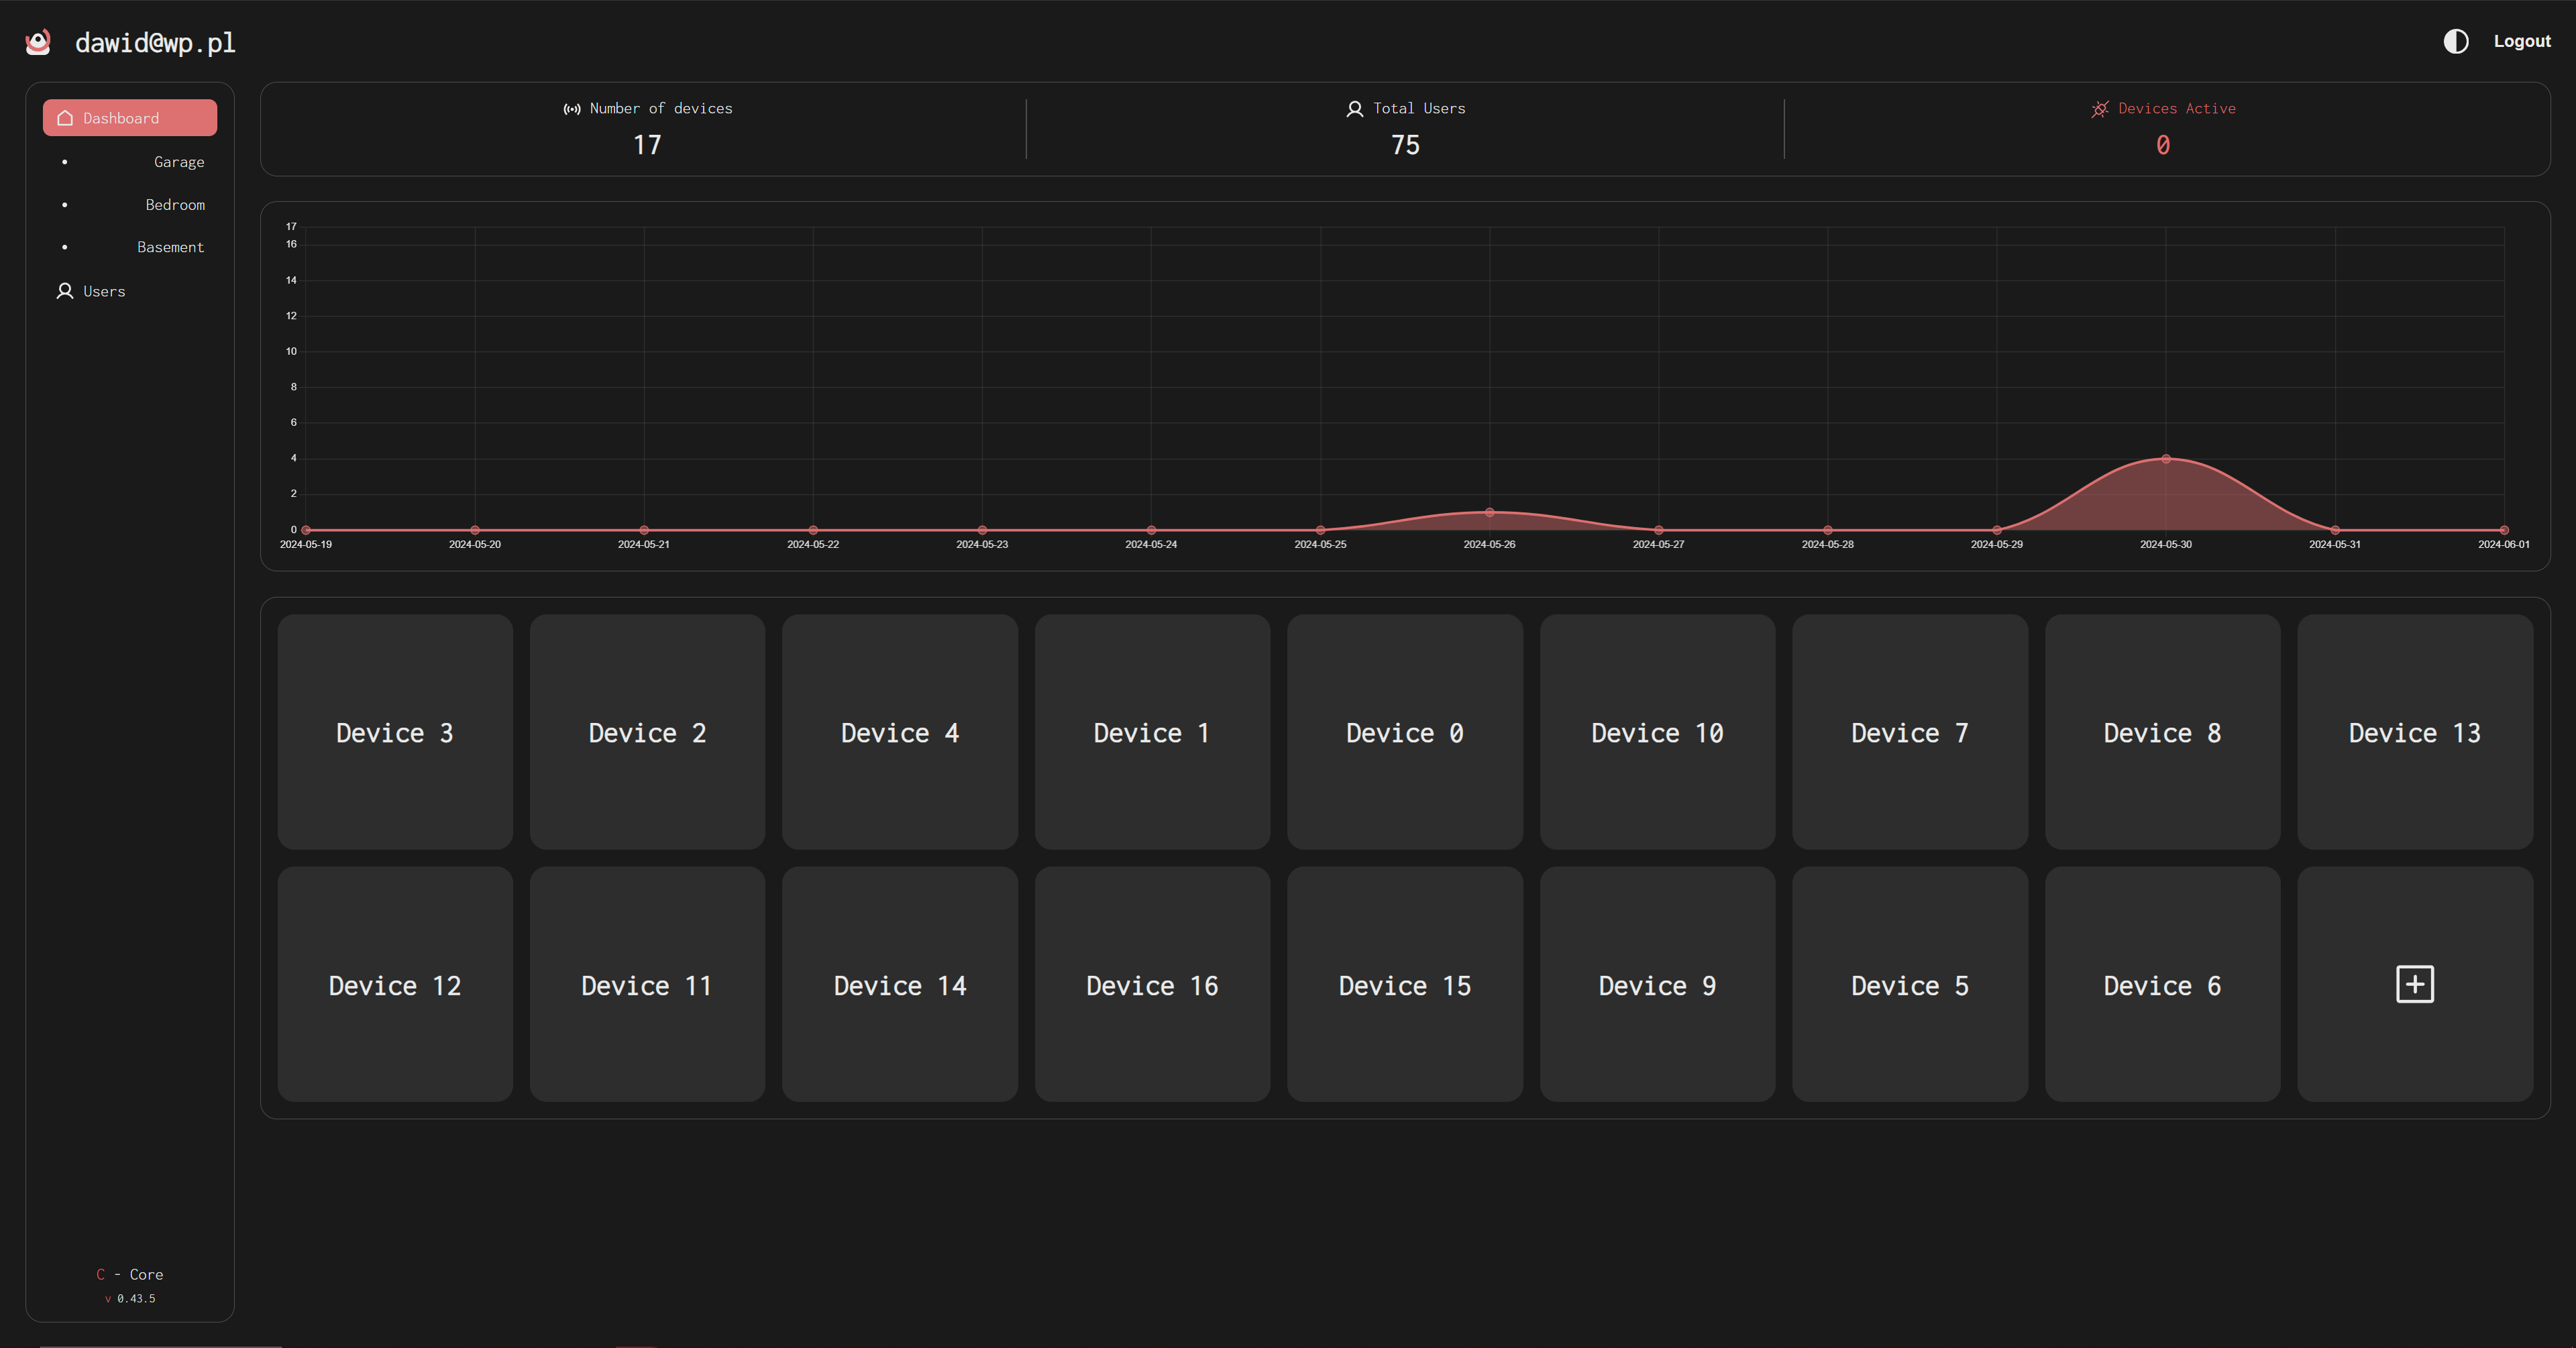 dawid@wp.pl
Logout
Dashboard
Garage
Bedroom
Basement
Users
C - Core
v 0.43.5
Number of devices
17
Total Users
75
Devices Active
0
17
16
14
12
10
8
6
4
2
0
2024-05-19 2024-05-20 2024-05-21 2024-05-22 2024-05-23 2024-05-24 2024-05-25 2024-05-26 2024-05-27 2024-05-28 2024-05-29 2024-05-30 2024-05-31 2024-06-01
Device 3 Device 2 Device 4 Device 1 Device 0 Device 10 Device 7 Device 8 Device 13
Device 12 Device 11 Device 14 Device 16 Device 15 Device 9 Device 5 Device 6